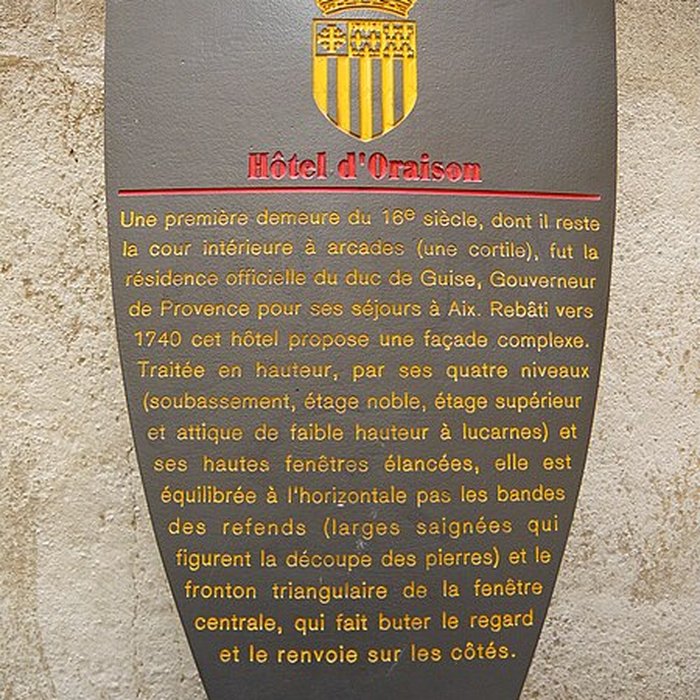 Hôtel d'Oraison
Une première demeure du 16e siècle, dont il reste
la cour intérieure à arcades (une cortile), fut la
résidence officielle du duc de Guise, Gouverneur
de Provence pour ses séjours à Aix. Rebâti vers
1740 cet hôtel propose une façade complexe.
Traitée en hauteur, par ses quatre niveaux
(soubassement, étage noble, étage supérieur
et attique de faible hauteur à lucarnes) et
ses hautes fenêtres élancées, elle est
équilibrée à l'horizontale pas les bandes
des refends (larges saignées qui
figurent la découpe des pierres) et le
fronton triangulaire de la fenêtre
centrale, qui fait buter le regard
et le renvoie sur les côtés.